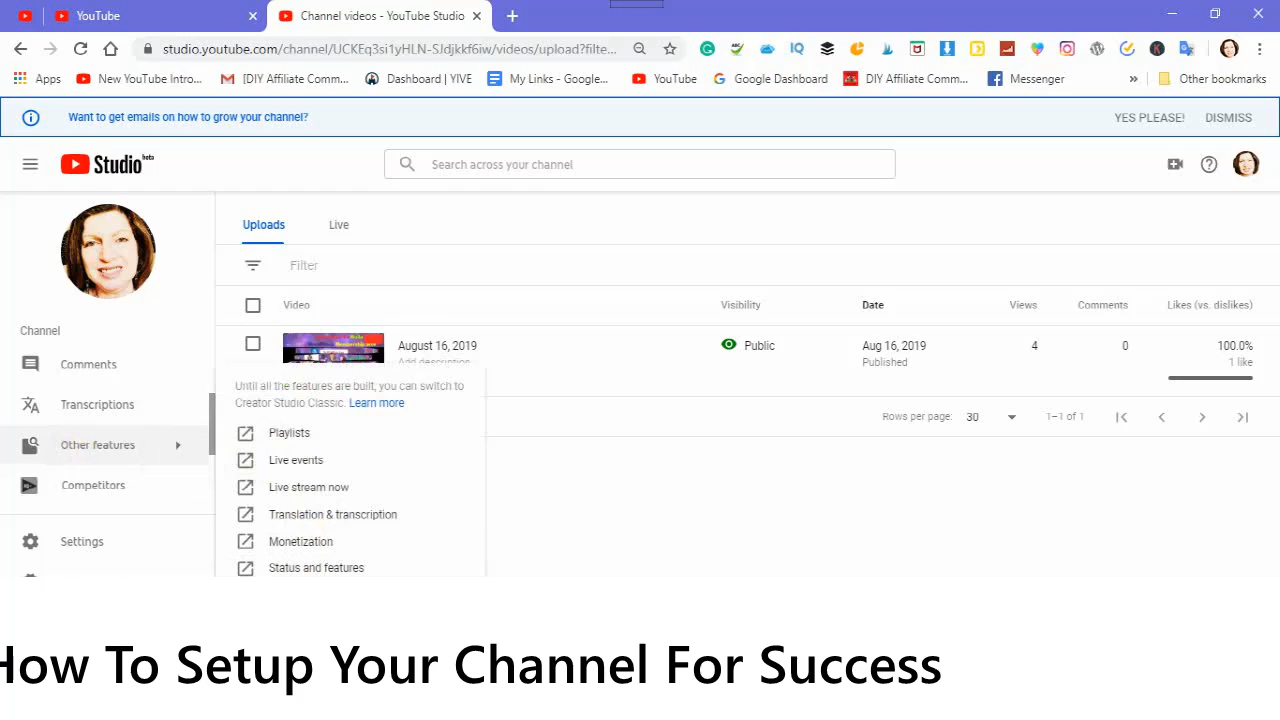 YouTube
Channel videos - YouTube Studio
studio.youtube.com/channel/UCKEq3si1yHLN-SJdjkkf6iw/videos/upload?filte...
Apps
New YouTube Intro...
[DIY Affiliate Comm...
Dashboard | YIVE
My Links - Google...
YouTube
Google Dashboard
DIY Affiliate Comm...
Messenger
»
Other bookmarks
Want to get emails on how to grow your channel?
YES PLEASE!
DISMISS
Studio beta
Search across your channel
Uploads
Live
Filter
Video
Visibility
Date
Views
Comments
Likes (vs. dislikes)
August 16, 2019
Public
Aug 16, 2019
4
0
100.0%
Add description
Published
1 like
Rows per page:
30
1–1 of 1
Channel
Comments
Transcriptions
Other features
Competitors
Settings
Until all the features are built, you can switch to
Creator Studio Classic. Learn more
Playlists
Live events
Live stream now
Translation & transcription
Monetization
Status and features
How To Setup Your Channel For Success